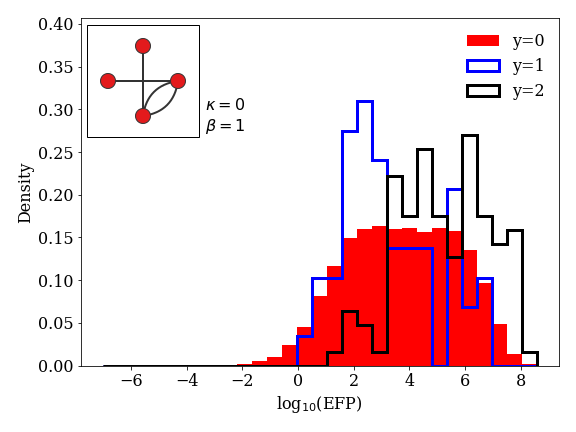 0.40
0.35
0.30
0.25
0.20
0.15
0.10
0.05
0.00
Density
κ = 0
β = 1
y=0
y=1
y=2
−6 −4 −2 0 2 4 6 8
log₁₀(EFP)